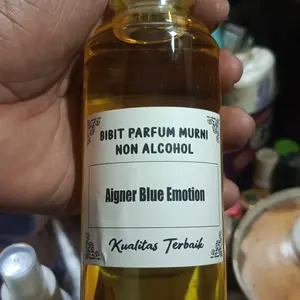 BIBIT PARFUM MURNI
NON ALCOHOL
Aigner Blue Emotion
Kualitas Terbaik